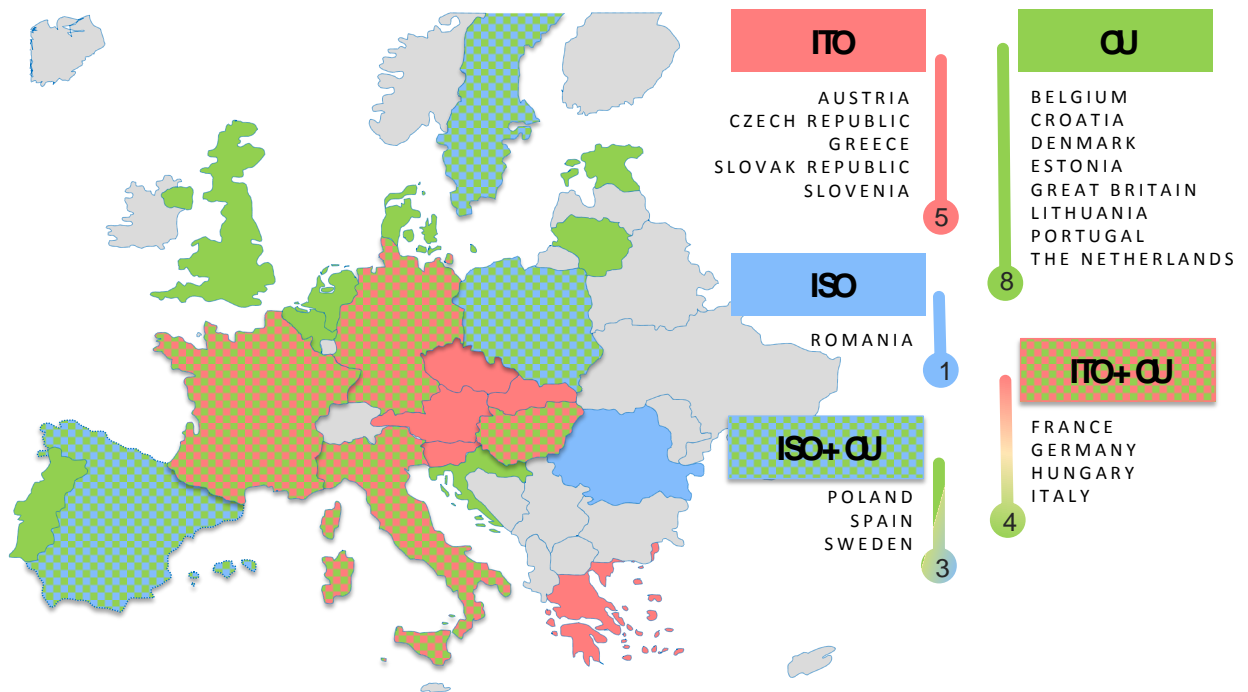 ITO
AUSTRIA
CZECH REPUBLIC
GREECE
SLOVAK REPUBLIC
SLOVENIA
5
OU
BELGIUM
CROATIA
DENMARK
ESTONIA
GREAT BRITAIN
LITHUANIA
PORTUGAL
THE NETHERLANDS
8
ISO
ROMANIA
1
ITO + OU
FRANCE
GERMANY
HUNGARY
ITALY
4
ISO + OU
POLAND
SPAIN
SWEDEN
3